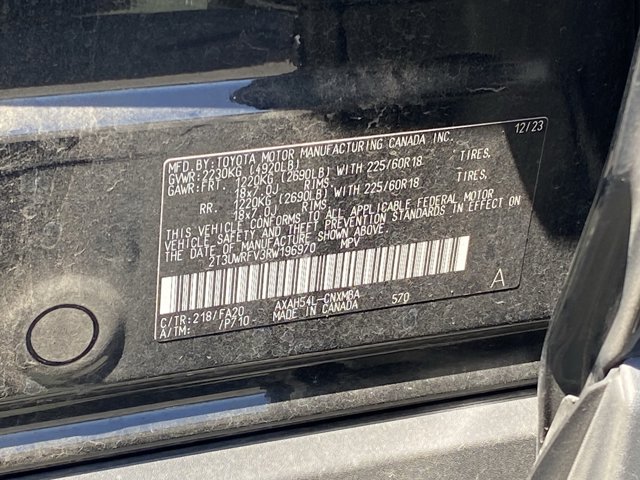 12/23
MFD.BY:TOYOTA MOTOR MANUFACTURING CANADA INC.
GVWR:2230KG (4920LB)
GAWR:FRT. 1220KG (2690LB) WITH 225/60R18 TIRES,
18x7.0J RIMS,
RR. 1220KG (2690LB) WITH 225/60R18 TIRES,
18x7.0J RIMS,
THIS VEHICLE CONFORMS TO ALL APPLICABLE FEDERAL MOTOR
VEHICLE SAFETY AND THEFT PREVENTION STANDARDS IN EFFECT ON
THE DATE OF MANUFACTURE SHOWN ABOVE.
2T3UWRFV3RW196970 MPV
C/TR:218/FA20 AXAH54L-CNXMBA 570 A
A/TM: /P710 MADE IN CANADA